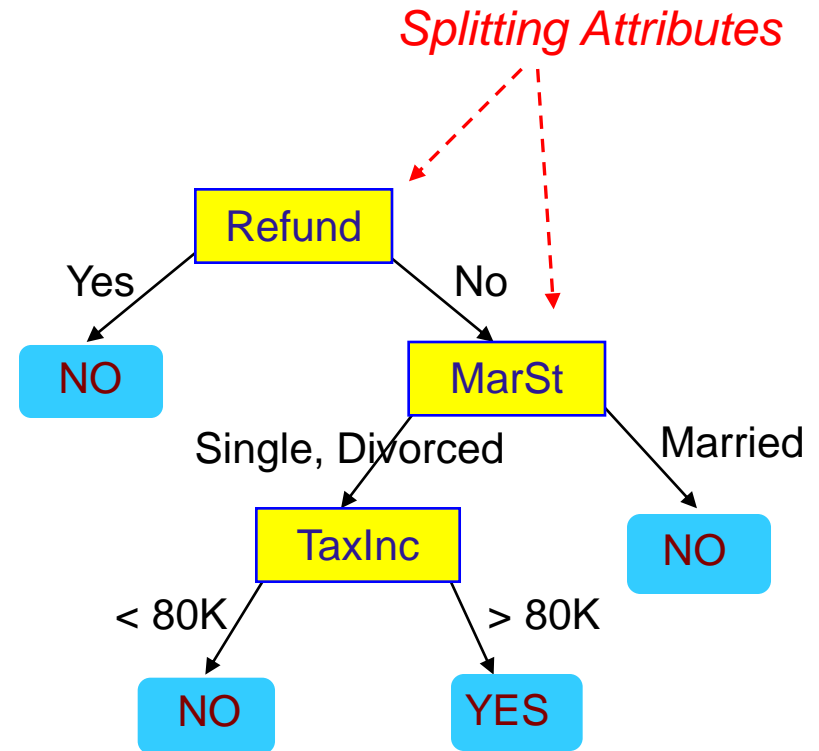 Splitting Attributes
Refund
Yes
No
NO
MarSt
Single, Divorced
Married
TaxInc
NO
< 80K
> 80K
NO
YES